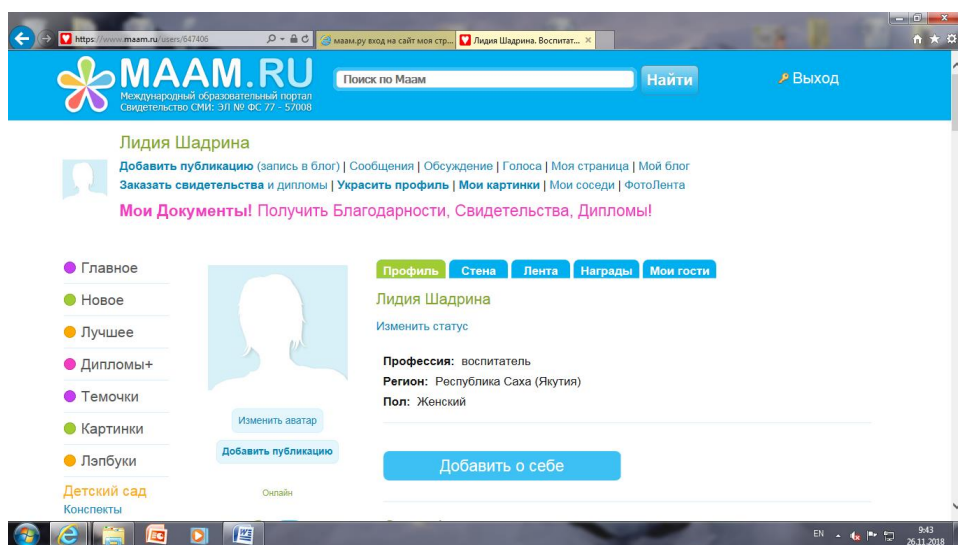 https://www.maam.ru/users/647406
маам.ру вход на сайт моя стр...
Лидия Шадрина. Воспитат...
МААМ.RU
Международный образовательный портал
Свидетельство СМИ: ЭЛ № ФС 77 - 57008
Поиск по Маам
Найти
Выход
Лидия Шадрина
Добавить публикацию (запись в блог) | Сообщения | Обсуждение | Голоса | Моя страница | Мой блог
Заказать свидетельства и дипломы | Украсить профиль | Мои картинки | Мои соседи | ФотоЛента
Мои Документы! Получить Благодарности, Свидетельства, Дипломы!
Главное
Новое
Лучшее
Дипломы+
Темочки
Картинки
Лэпбуки
Детский сад
Конспекты
Изменить аватар
Добавить публикацию
Онлайн
Профиль Стена Лента Награды Мои гости
Лидия Шадрина
Изменить статус
Профессия: воспитатель
Регион: Республика Саха (Якутия)
Пол: Женский
Добавить о себе
EN
9:43
26.11.2018